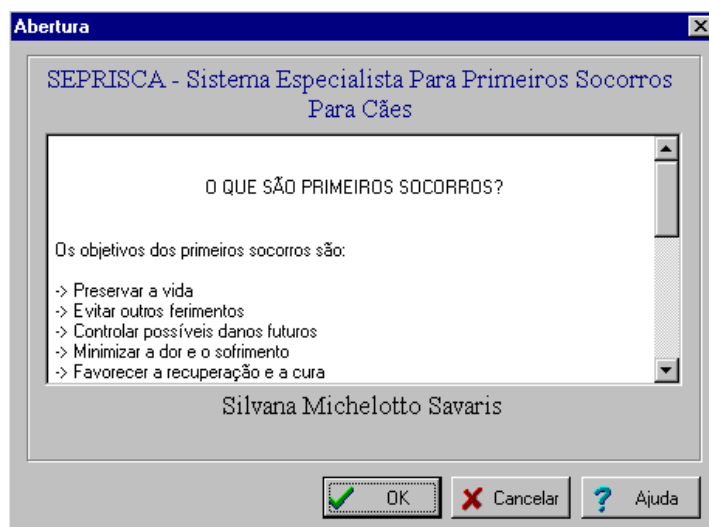 Abertura
SEPRISCA - Sistema Especialista Para Primeiros Socorros
Para Cães
O QUE SÃO PRIMEIROS SOCORROS?
Os objetivos dos primeiros socorros são:
-> Preservar a vida
-> Evitar outros ferimentos
-> Controlar possíveis danos futuros
-> Minimizar a dor e o sofrimento
-> Favorecer a recuperação e a cura
Silvana Michelotto Savaris
OK Cancelar Ajuda